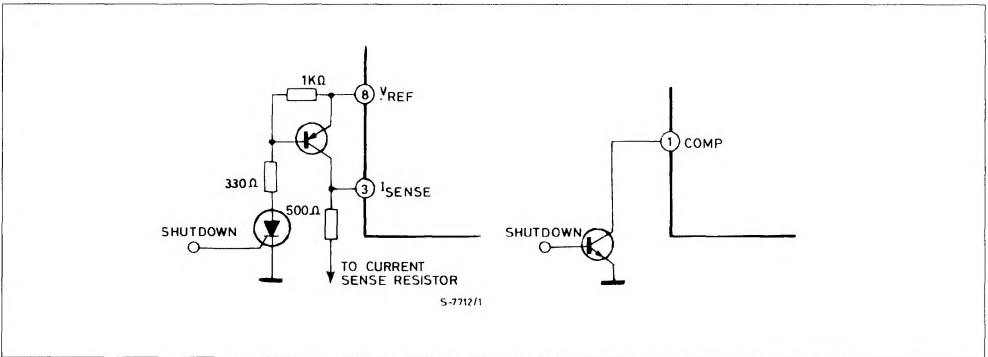 1KΩ
8 VREF
330Ω
3 ISENSE
500Ω
SHUTDOWN
TO CURRENT
SENSE RESISTOR
S-7712/1
1 COMP
SHUTDOWN